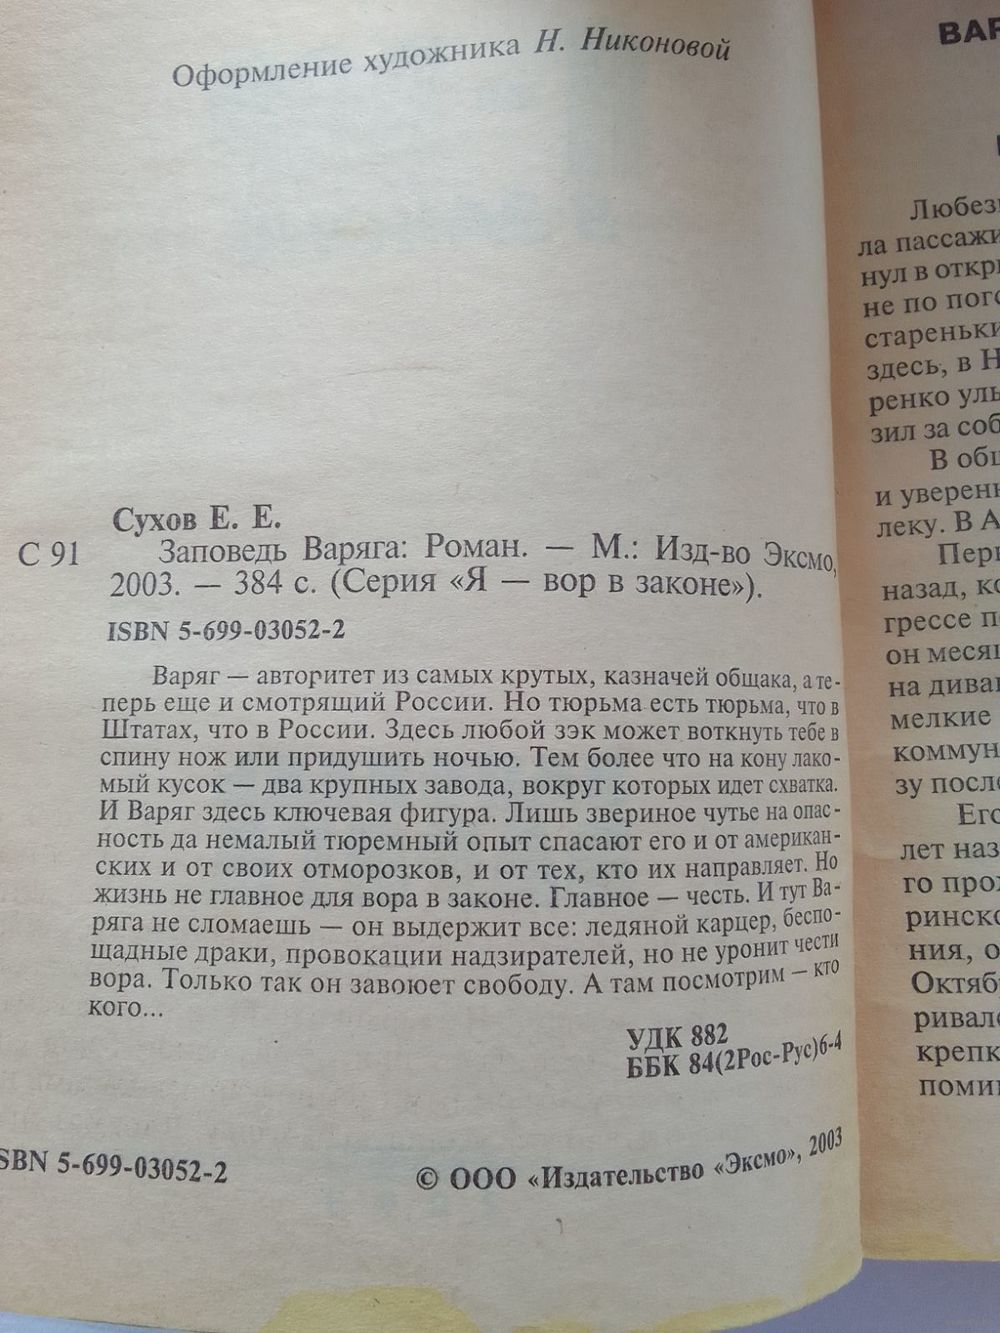 Оформление художника Н. Никоновой
Сухов Е. Е.
С 91
Заповедь Варяга: Роман. — М.: Изд-во Эксмо,
2003. — 384 с. (Серия «Я — вор в законе»).
ISBN 5-699-03052-2
Варяг — авторитет из самых крутых, казначей общака, а те-
перь еще и смотрящий России. Но тюрьма есть тюрьма, что в
Штатах, что в России. Здесь любой зэк может воткнуть тебе в
спину нож или придушить ночью. Тем более что на кону лако-
мый кусок — два крупных завода, вокруг которых идет схватка.
И Варяг здесь ключевая фигура. Лишь звериное чутье на опас-
ность да немалый тюремный опыт спасают его и от американ-
ских и от своих отморозков, и от тех, кто их направляет. Но
жизнь не главное для вора в законе. Главное — честь. И тут Ва-
ряга не сломаешь — он выдержит все: ледяной карцер, беспо-
щадные драки, провокации надзирателей, но не уронит чести
вора. Только так он завоюет свободу. А там посмотрим — кто
кого...
УДК 882
ББК 84(2Рос-Рус)6-4
SBN 5-699-03052-2
© ООО «Издательство «Эксмо», 2003
ВАР
Любез
ла пассажи
нул в откр
не по пого
стареньки
здесь, в Н
ренко улы
зил за соб
В общ
и уверен
леку. В А
Пер
назад, ко
грессе п
он меся
на дива
мелкие
коммун
зу после
Его
лет наз
го про
ринско
ния, о
Октяб
ривало
крепк
помин